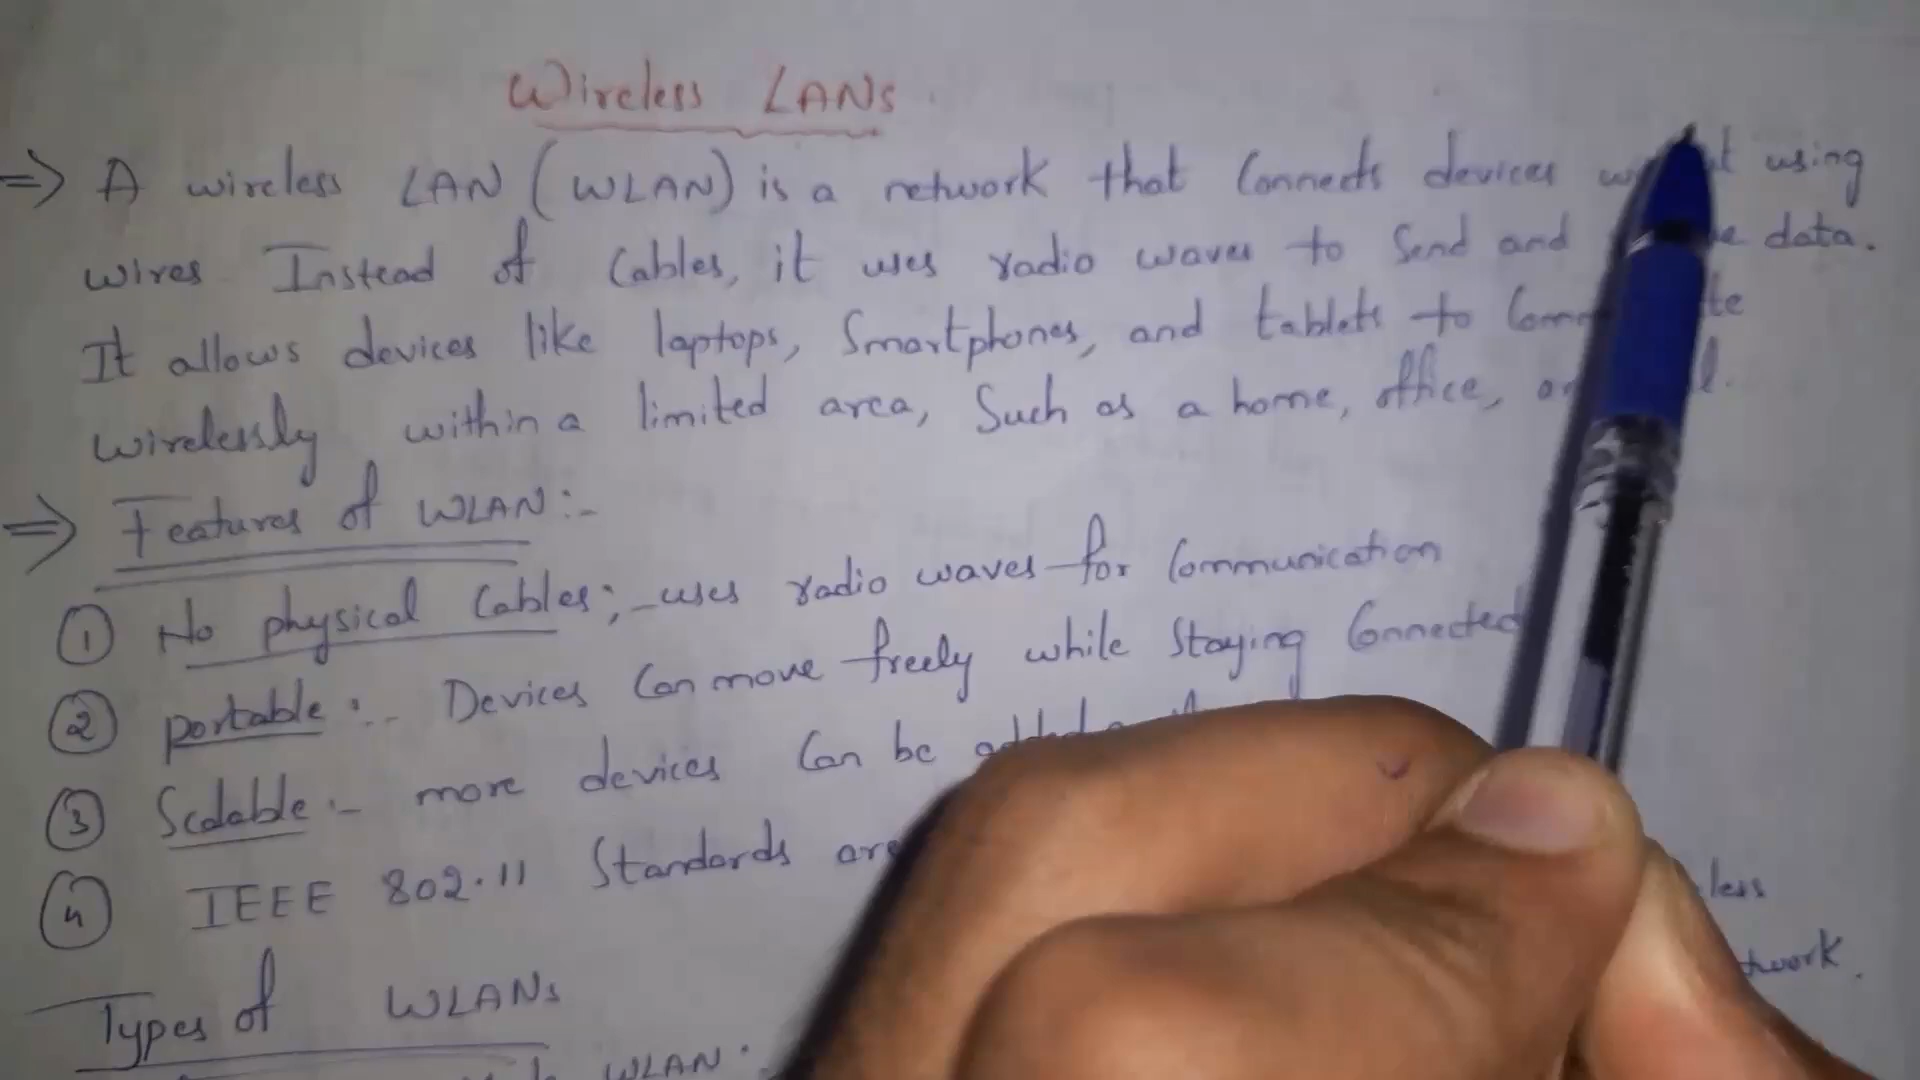 Wireless LANs
=> A wireless LAN (WLAN) is a network that Connects devices using
wires. Instead of Cables, it uses radio waves to Send and data.
It allows devices like laptops, Smartphones, and tablets to
wirelessly within a limited area, Such as a home, office,
=> Features of WLAN:-
① No physical Cables:- uses radio waves for Communication
② portable:- Devices Can move freely while Staying Connected
③ Scalable:- more devices Can be
④ IEEE 802.11 Standards are
less
Types of WLANs
WLAN: